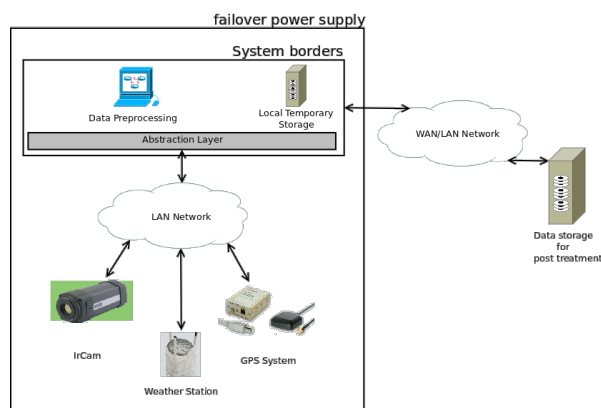 failover power supply
System borders
Data Preprocessing
Local Temporary
Storage
Abstraction Layer
WAN/LAN Network
LAN Network
Data storage
for
post treatment
IrCam
GPS System
Weather Station